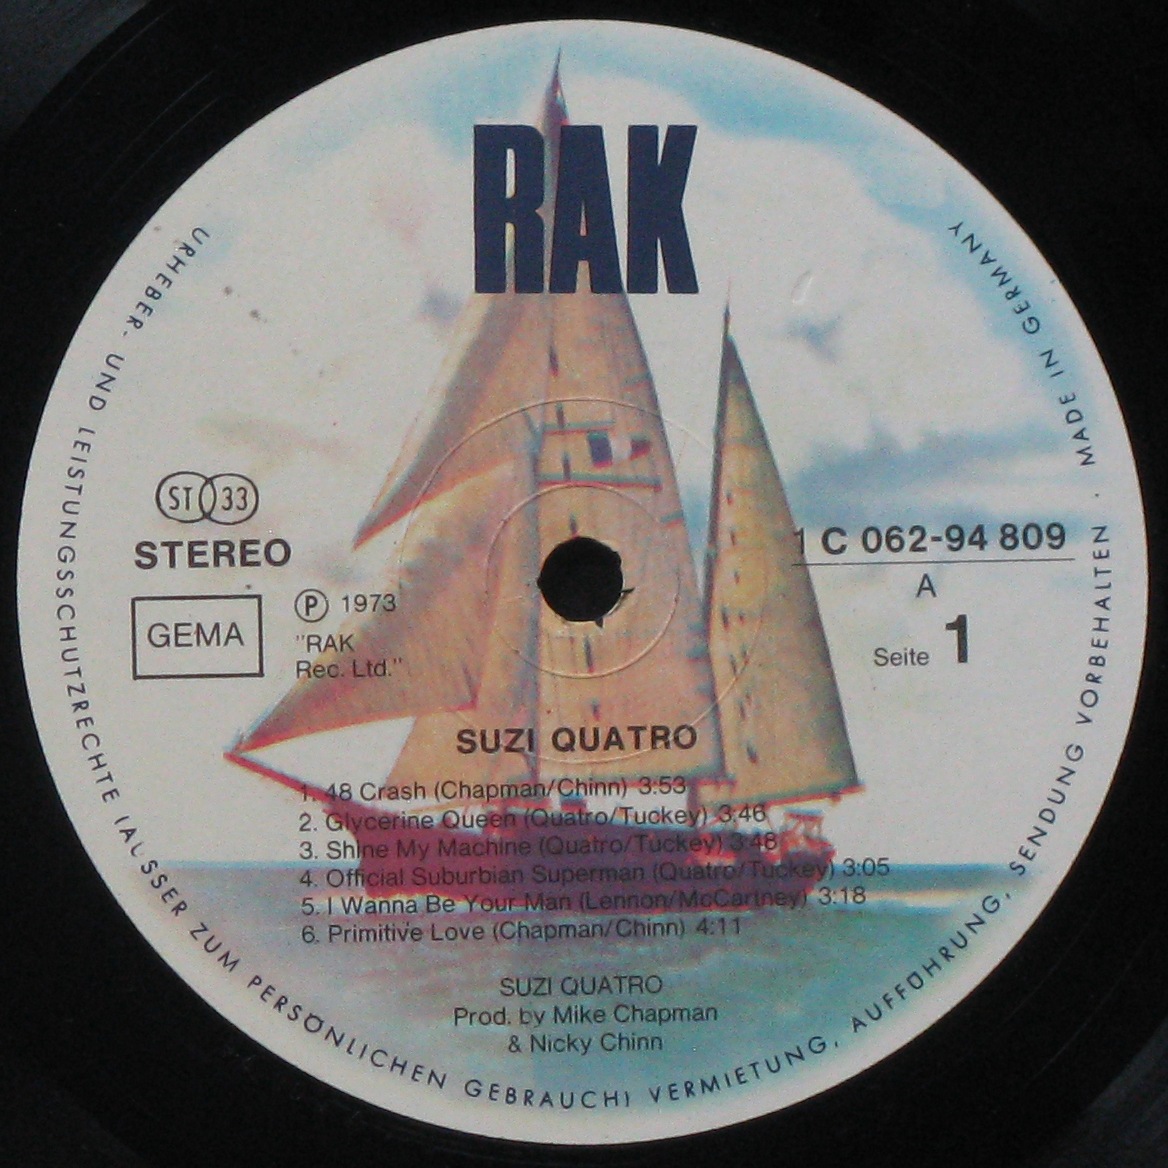 RAK
ST 33
STEREO
GEMA
Ⓟ 1973
"RAK
Rec. Ltd."
1 C 062-94 809
A
Seite 1
SUZI QUATRO
1. 48 Crash (Chapman/Chinn) 3:53
2. Glycerine Queen (Quatro/Tuckey) 3:46
3. Shine My Machine (Quatro/Tuckey) 3:48
4. Official Suburbian Superman (Quatro/Tuckey) 3:05
5. I Wanna Be Your Man (Lennon/McCartney) 3:18
6. Primitive Love (Chapman/Chinn) 4:11
SUZI QUATRO
Prod. by Mike Chapman
& Nicky Chinn
URHEBER- UND LEISTUNGSSCHUTZRECHTE (AUSSER ZUM PERSÖNLICHEN GEBRAUCH) VERMIETUNG, AUFFÜHRUNG, SENDUNG VORBEHALTEN · MADE IN GERMANY